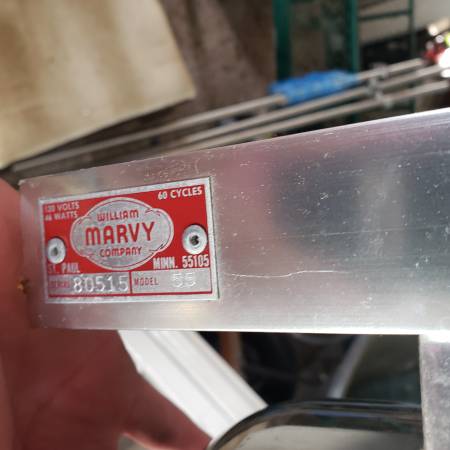 120 VOLTS
60 CYCLES
46 WATTS
WILLIAM
MARVY
COMPANY
ST. PAUL
MINN. 55105
SERIAL 80515 MODEL 55